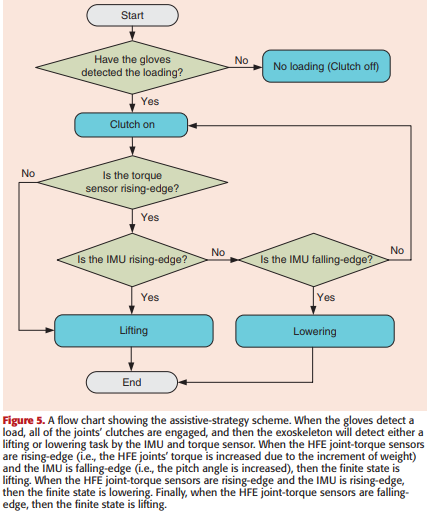 Start
Have the gloves
detected the loading?
No
No loading (Clutch off)
Yes
Clutch on
No
Is the torque
sensor rising-edge?
Yes
Is the IMU rising-edge?
No
Is the IMU falling-edge?
No
Yes
Yes
Lifting
Lowering
End
Figure 5. A flow chart showing the assistive-strategy scheme. When the gloves detect a
load, all of the joints’ clutches are engaged, and then the exoskeleton will detect either a
lifting or lowering task by the IMU and torque sensor. When the HFE joint-torque sensors
are rising-edge (i.e., the HFE joints’ torque is increased due to the increment of weight)
and the IMU is falling-edge (i.e., the pitch angle is increased), then the finite state is
lifting. When HFE joint-torque sensors are rising-edge and the IMU is rising-edge,
then the finite state is lowering. Finally, when the HFE joint-torque sensors are falling-
edge, then the finite state is lifting.